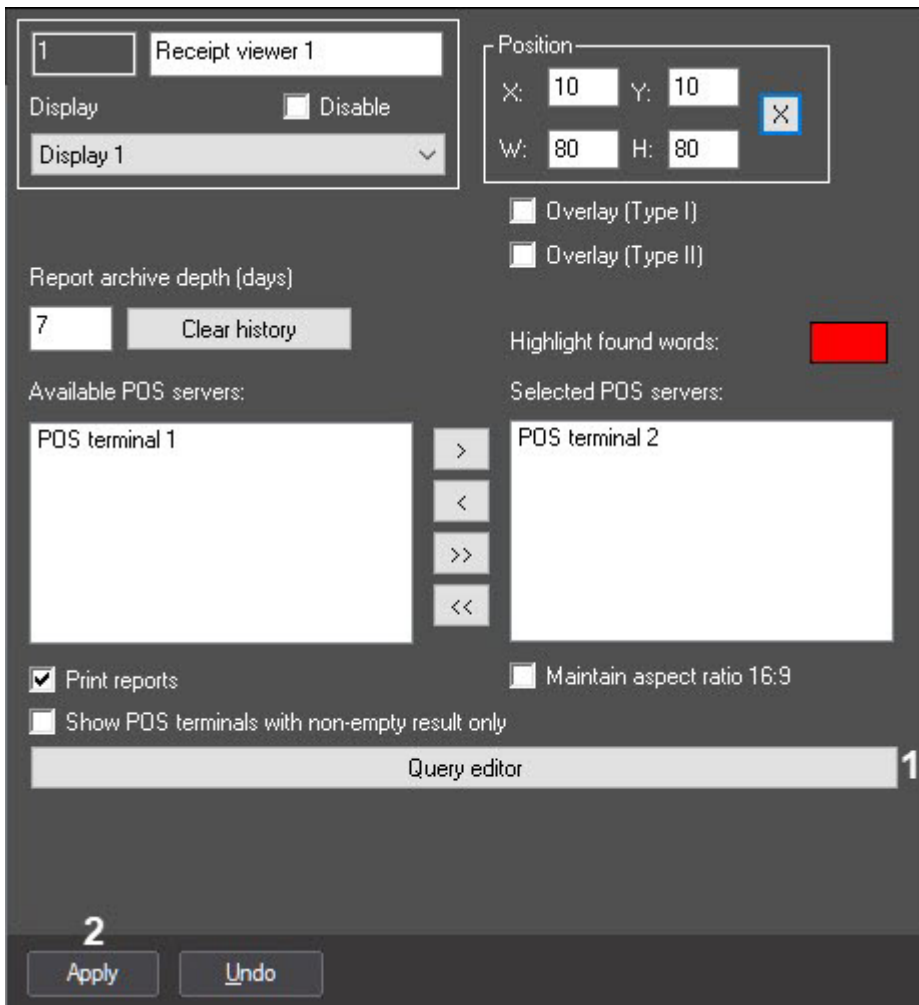 1 Receipt viewer 1
Display Disable
Display 1
Position
X: 10 Y: 10 X
W: 80 H: 80
Overlay (Type I)
Overlay (Type II)
Report archive depth (days)
7 Clear history
Highlight found words:
Available POS servers: Selected POS servers:
POS terminal 1 POS terminal 2
>
<
>>
<<
Print reports Maintain aspect ratio 16:9
Show POS terminals with non-empty result only
Query editor 1
2
Apply Undo